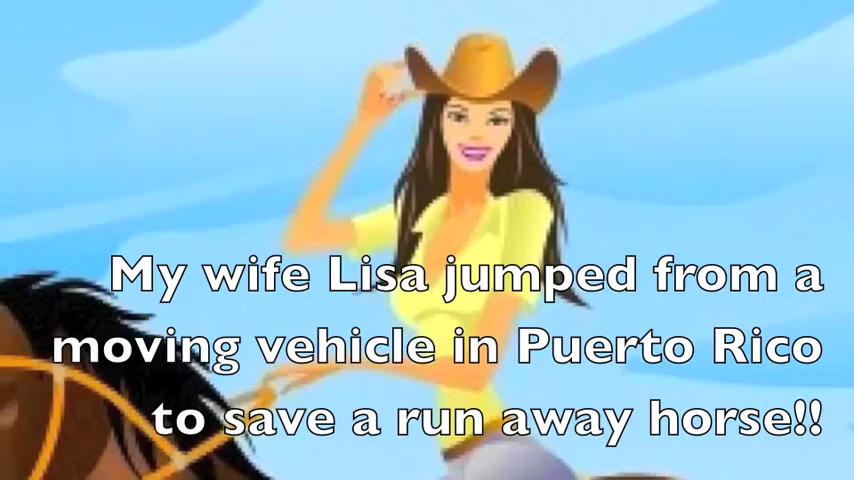 My wife Lisa jumped from a
moving vehicle in Puerto Rico
to save a run away horse!!